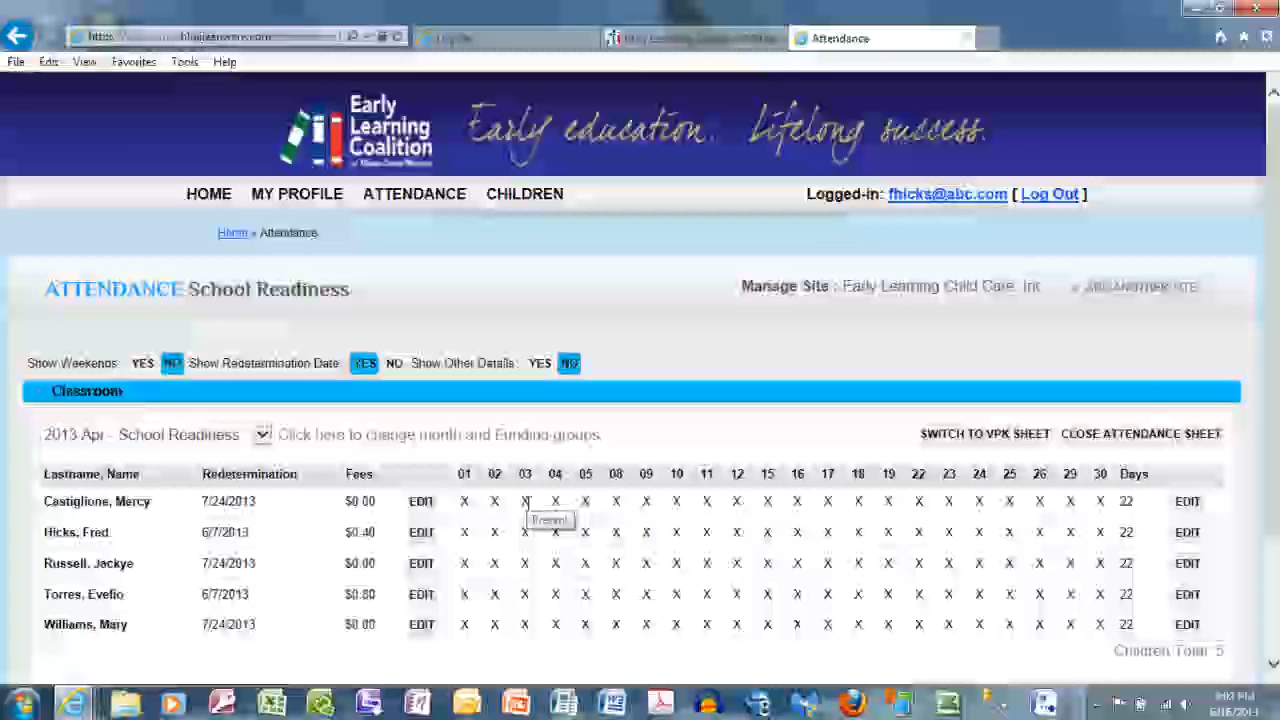 https
Attendance
File Edit View Favorites Tools Help
Early
Learning
Coalition
Early education. Lifelong success.
HOME MY PROFILE ATTENDANCE CHILDREN Logged-in: fhicks@abc.com [ Log Out ]
Home » Attendance
ATTENDANCE School Readiness Manage Site : Early Learning Child Care, Inc
Show Weekends: YES NO Show Redetermination Date: YES NO Show Other Details: YES NO
Classroom
2013 Apr - School Readiness Click here to change month and Funding groups. SWITCH TO VPK SHEET CLOSE ATTENDANCE SHEET
Lastname, Name Redetermination Fees 01 02 03 04 05 08 09 10 11 12 15 16 17 18 19 22 23 24 25 26 29 30 Days
Castiglione, Mercy 7/24/2013 $0.00 EDIT X X X X X X X X X X X X X X X X X X X X X X 22 EDIT
Present
Hicks, Fred 6/7/2013 $0.40 EDIT X X X X X X X X X X X X X X X X X X X X X X 22 EDIT
Russell, Jackye 7/24/2013 $0.00 EDIT X X X X X X X X X X X X X X X X X X X X X X 22 EDIT
Torres, Evelio 6/7/2013 $0.80 EDIT X X X X X X X X X X X X X X X X X X X X X X 22 EDIT
Williams, Mary 7/24/2013 $0.00 EDIT X X X X X X X X X X X X X X X X X X X X X X 22 EDIT
Children Total: 5